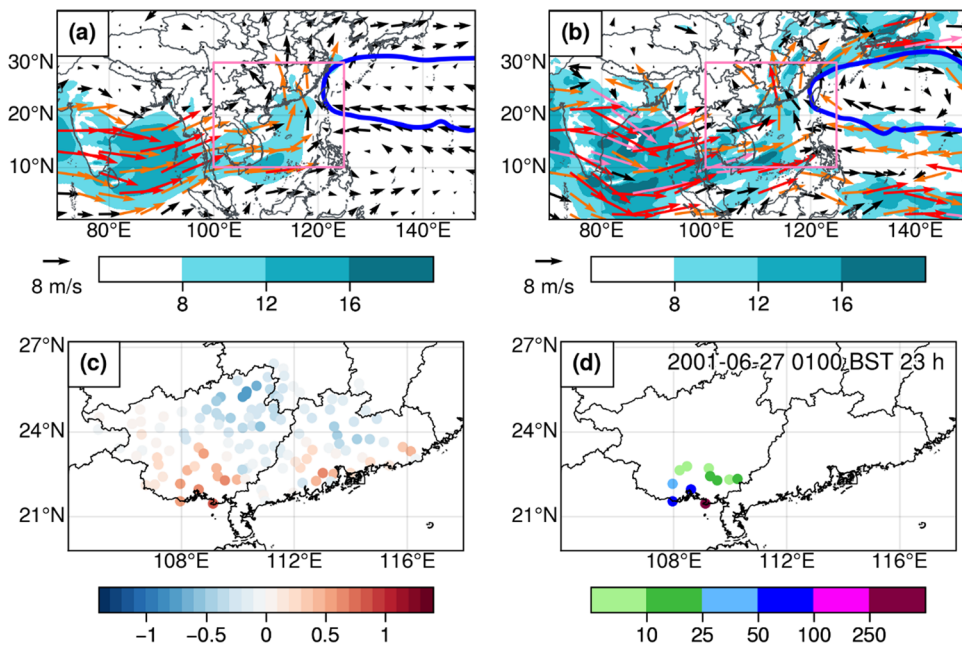 (a)
(b)
30°N
20°N
10°N
30°N
20°N
10°N
80°E 100°E 120°E 140°E
80°E 100°E 120°E 140°E
8 m/s
8 12 16
8 m/s
8 12 16
(c)
(d)
2001-06-27 0100 BST 23 h
27°N
24°N
21°N
27°N
24°N
21°N
108°E 112°E 116°E
108°E 112°E 116°E
−1 −0.5 0 0.5 1
10 25 50 100 250